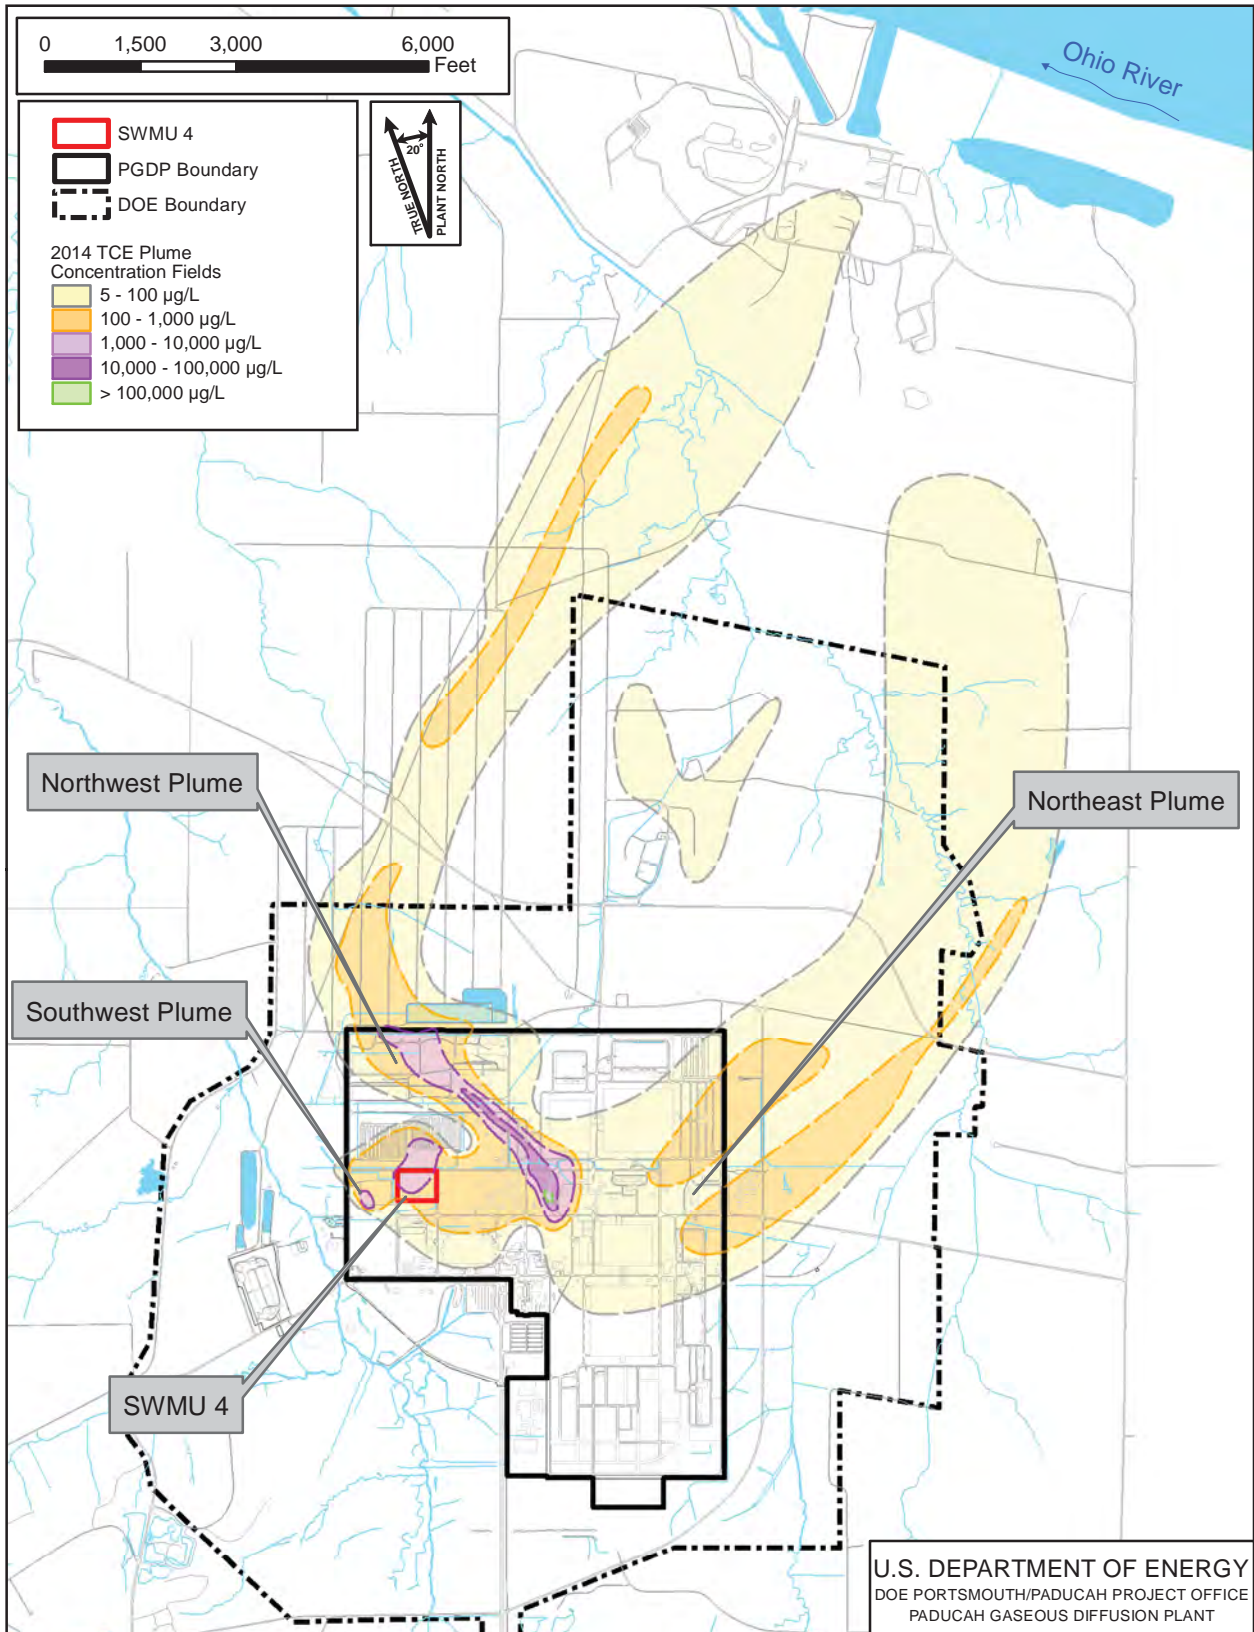 0 1,500 3,000 6,000
Feet
Ohio River
SWMU 4
PGDP Boundary
DOE Boundary
20°
TRUE NORTH
PLANT NORTH
2014 TCE Plume
Concentration Fields
5 - 100 µg/L
100 - 1,000 µg/L
1,000 - 10,000 µg/L
10,000 - 100,000 µg/L
> 100,000 µg/L
Northwest Plume
Northeast Plume
Southwest Plume
SWMU 4
U.S. DEPARTMENT OF ENERGY
DOE PORTSMOUTH/PADUCAH PROJECT OFFICE
PADUCAH GASEOUS DIFFUSION PLANT